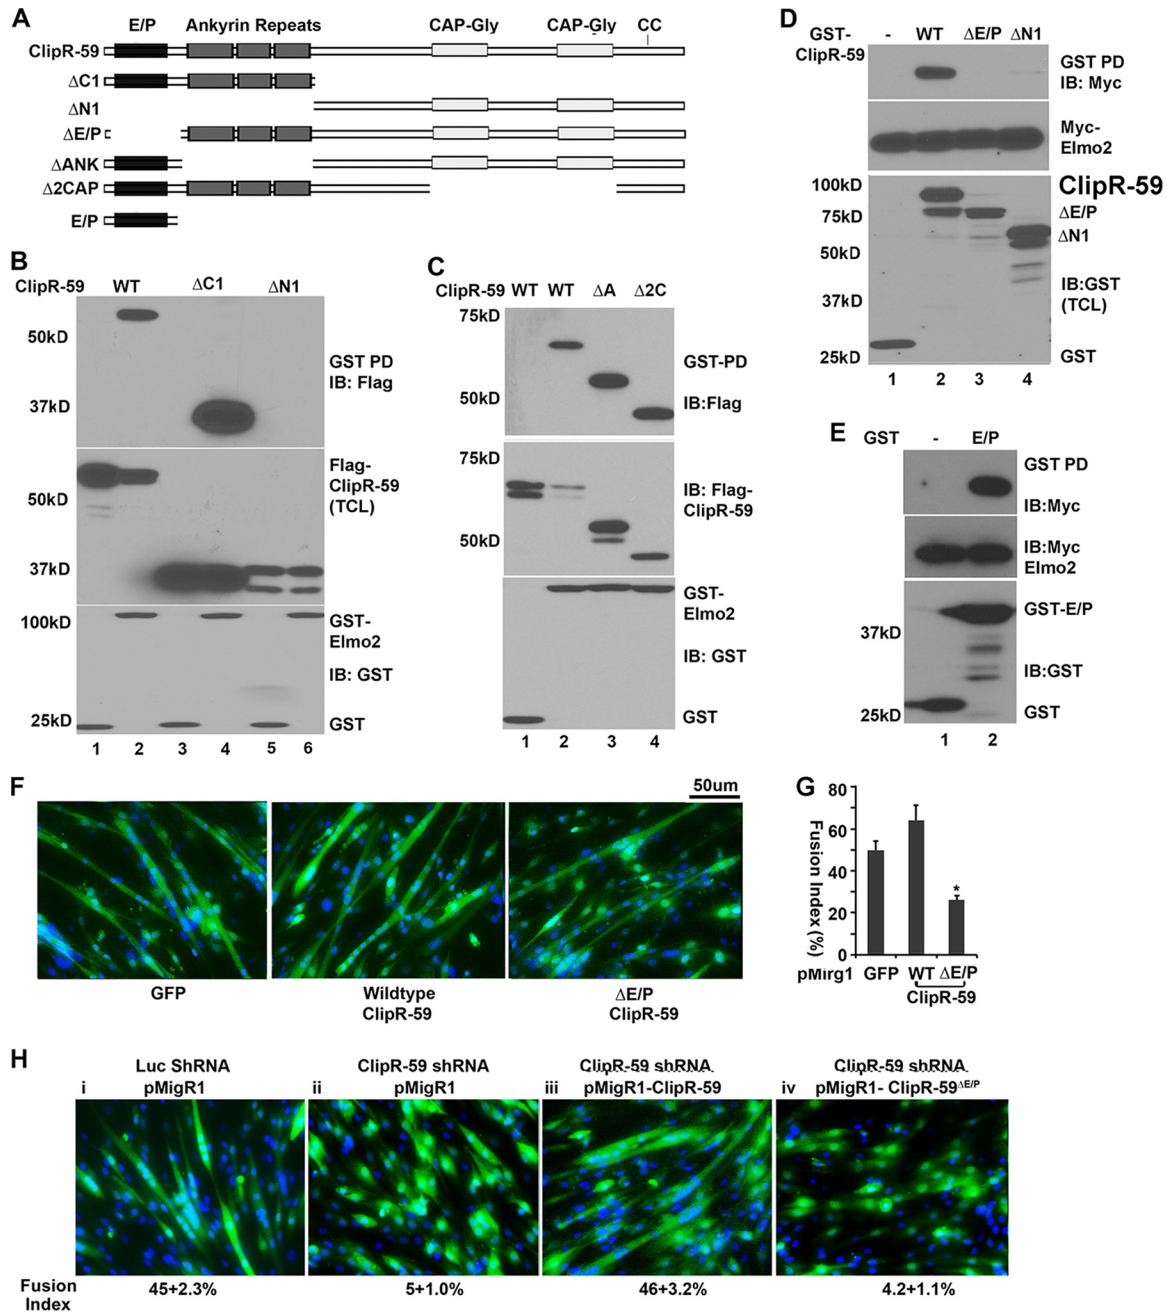 A
E/P Ankyrin Repeats CAP-Gly CAP-Gly CC
ClipR-59
ΔC1
ΔN1
ΔE/P
ΔANK
Δ2CAP
E/P
B
ClipR-59 WT ΔC1 ΔN1
50kD
37kD
GST PD
IB: Flag
50kD
37kD
Flag-
ClipR-59
(TCL)
100kD
25kD
GST-
Elmo2
IB: GST
GST
1 2 3 4 5 6
C
ClipR-59 WT WT ΔA Δ2C
75kD
50kD
GST-PD
IB:Flag
75kD
50kD
IB: Flag-
ClipR-59
GST-
Elmo2
IB: GST
GST
1 2 3 4
D
GST-
ClipR-59
- WT ΔE/P ΔN1
GST PD
IB: Myc
Myc-
Elmo2
100kD
75kD
50kD
37kD
25kD
ClipR-59
ΔE/P
ΔN1
IB:GST
(TCL)
GST
1 2 3 4
E
GST - E/P
GST PD
IB:Myc
IB:Myc
Elmo2
37kD
25kD
GST-E/P
IB:GST
GST
1 2
F
50um
GFP
Wildtype
ClipR-59
ΔE/P
ClipR-59
G
80
60
40
20
0
Fusion Index (%)
*
pMirg1 GFP WT ΔE/P
ClipR-59
H
i
Luc ShRNA
pMigR1
ii
ClipR-59 shRNA
pMigR1
iii
ClipR-59 shRNA
pMigR1-ClipR-59
iv
ClipR-59 shRNA
pMigR1- ClipR-59ΔE/P
Fusion
Index
45+2.3% 5+1.0% 46+3.2% 4.2+1.1%